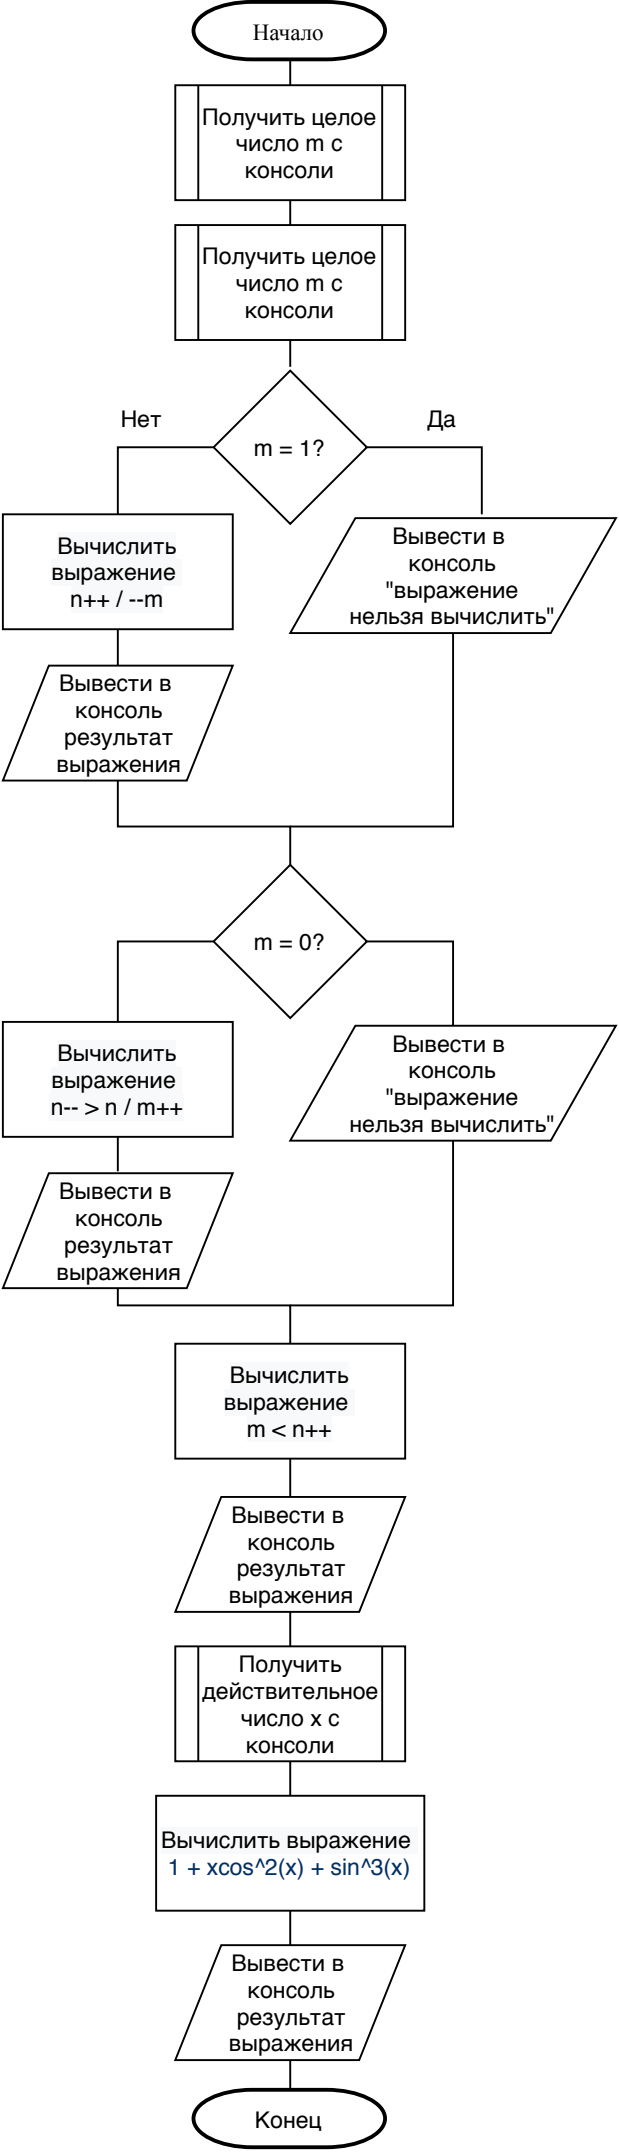 Начало
Получить целое
число m с
консоли
Получить целое
число m с
консоли
m = 1?
Нет
Да
Вычислить
выражение
n++ / --m
Вывести в
консоль
"выражение
нельзя вычислить"
Вывести в
консоль
результат
выражения
m = 0?
Вычислить
выражение
n-- > n / m++
Вывести в
консоль
"выражение
нельзя вычислить"
Вывести в
консоль
результат
выражения
Вычислить
выражение
m < n++
Вывести в
консоль
результат
выражения
Получить
действительное
число x с
консоли
Вычислить выражение
1 + xcos^2(x) + sin^3(x)
Вывести в
консоль
результат
выражения
Конец